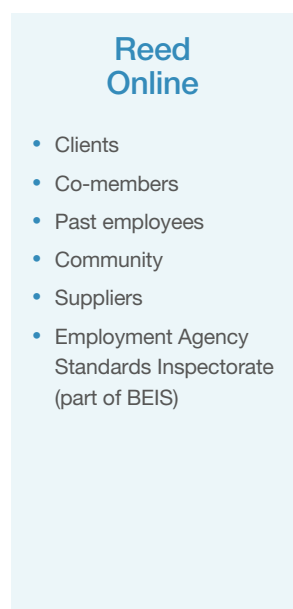 Reed
Online
• Clients
• Co-members
• Past employees
• Community
• Suppliers
• Employment Agency
Standards Inspectorate
(part of BEIS)